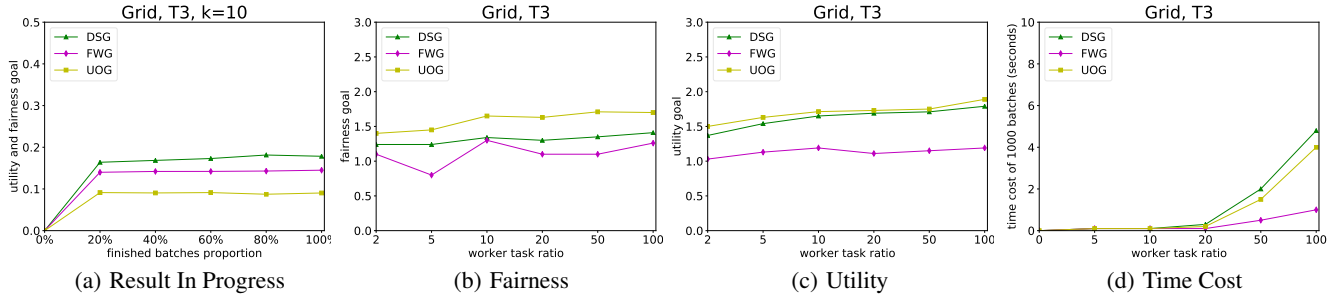 Grid, T3, k=10
utility and fairness goal
0.5
0.4
0.3
0.2
0.1
0.0
DSG
FWG
UOG
0% 20% 40% 60% 80% 100%
finished batches proportion
(a) Result In Progress
Grid, T3
fairness goal
3.0
2.5
2.0
1.5
1.0
0.5
0.0
DSG
FWG
UOG
2 5 10 20 50 100
worker task ratio
(b) Fairness
Grid, T3
utility goal
3.0
2.5
2.0
1.5
1.0
0.5
0.0
DSG
FWG
UOG
2 5 10 20 50 100
worker task ratio
(c) Utility
Grid, T3
time cost of 1000 batches (seconds)
10
8
6
4
2
0
DSG
FWG
UOG
0 5 10 20 50 100
worker task ratio
(d) Time Cost